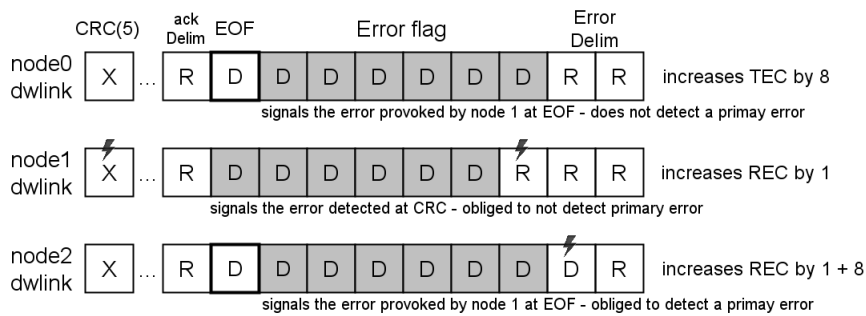 CRC(5) ack Delim EOF Error flag Error Delim
node0 dwlink X ... R D D D D D D D R R increases TEC by 8
signals the error provoked by node 1 at EOF - does not detect a primay error
node1 dwlink X ... R D D D D D D R R R increases REC by 1
signals the error detected at CRC - obliged to not detect primary error
node2 dwlink X ... R D D D D D D D D R increases REC by 1 + 8
signals the error provoked by node 1 at EOF - obliged to detect a primay error